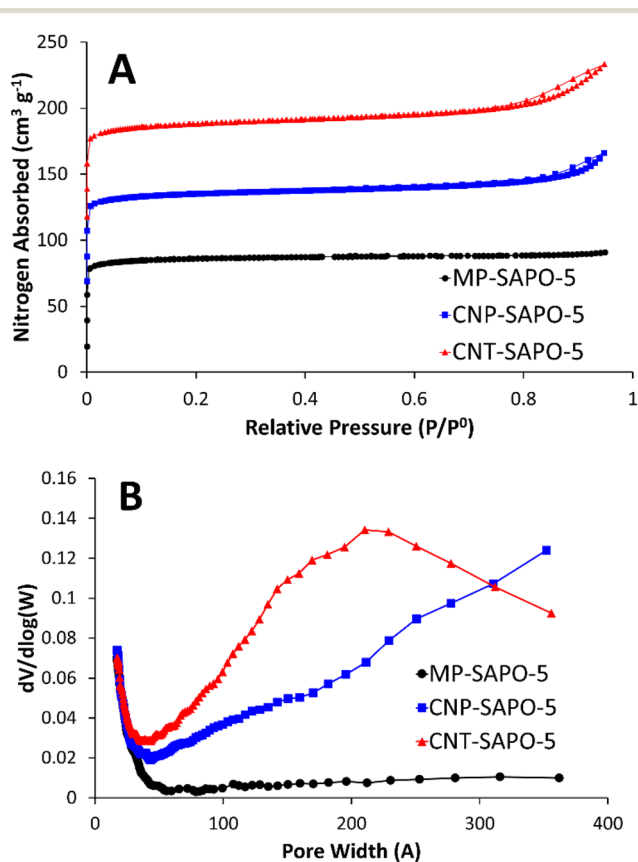 A
Nitrogen Absorbed (cm³ g⁻¹)
250
200
150
100
50
0
MP-SAPO-5
CNP-SAPO-5
CNT-SAPO-5
0 0.2 0.4 0.6 0.8 1
Relative Pressure (P/P⁰)
B
dV/dlog(W)
0.16
0.14
0.12
0.1
0.08
0.06
0.04
0.02
0
MP-SAPO-5
CNP-SAPO-5
CNT-SAPO-5
0 100 200 300 400
Pore Width (A)